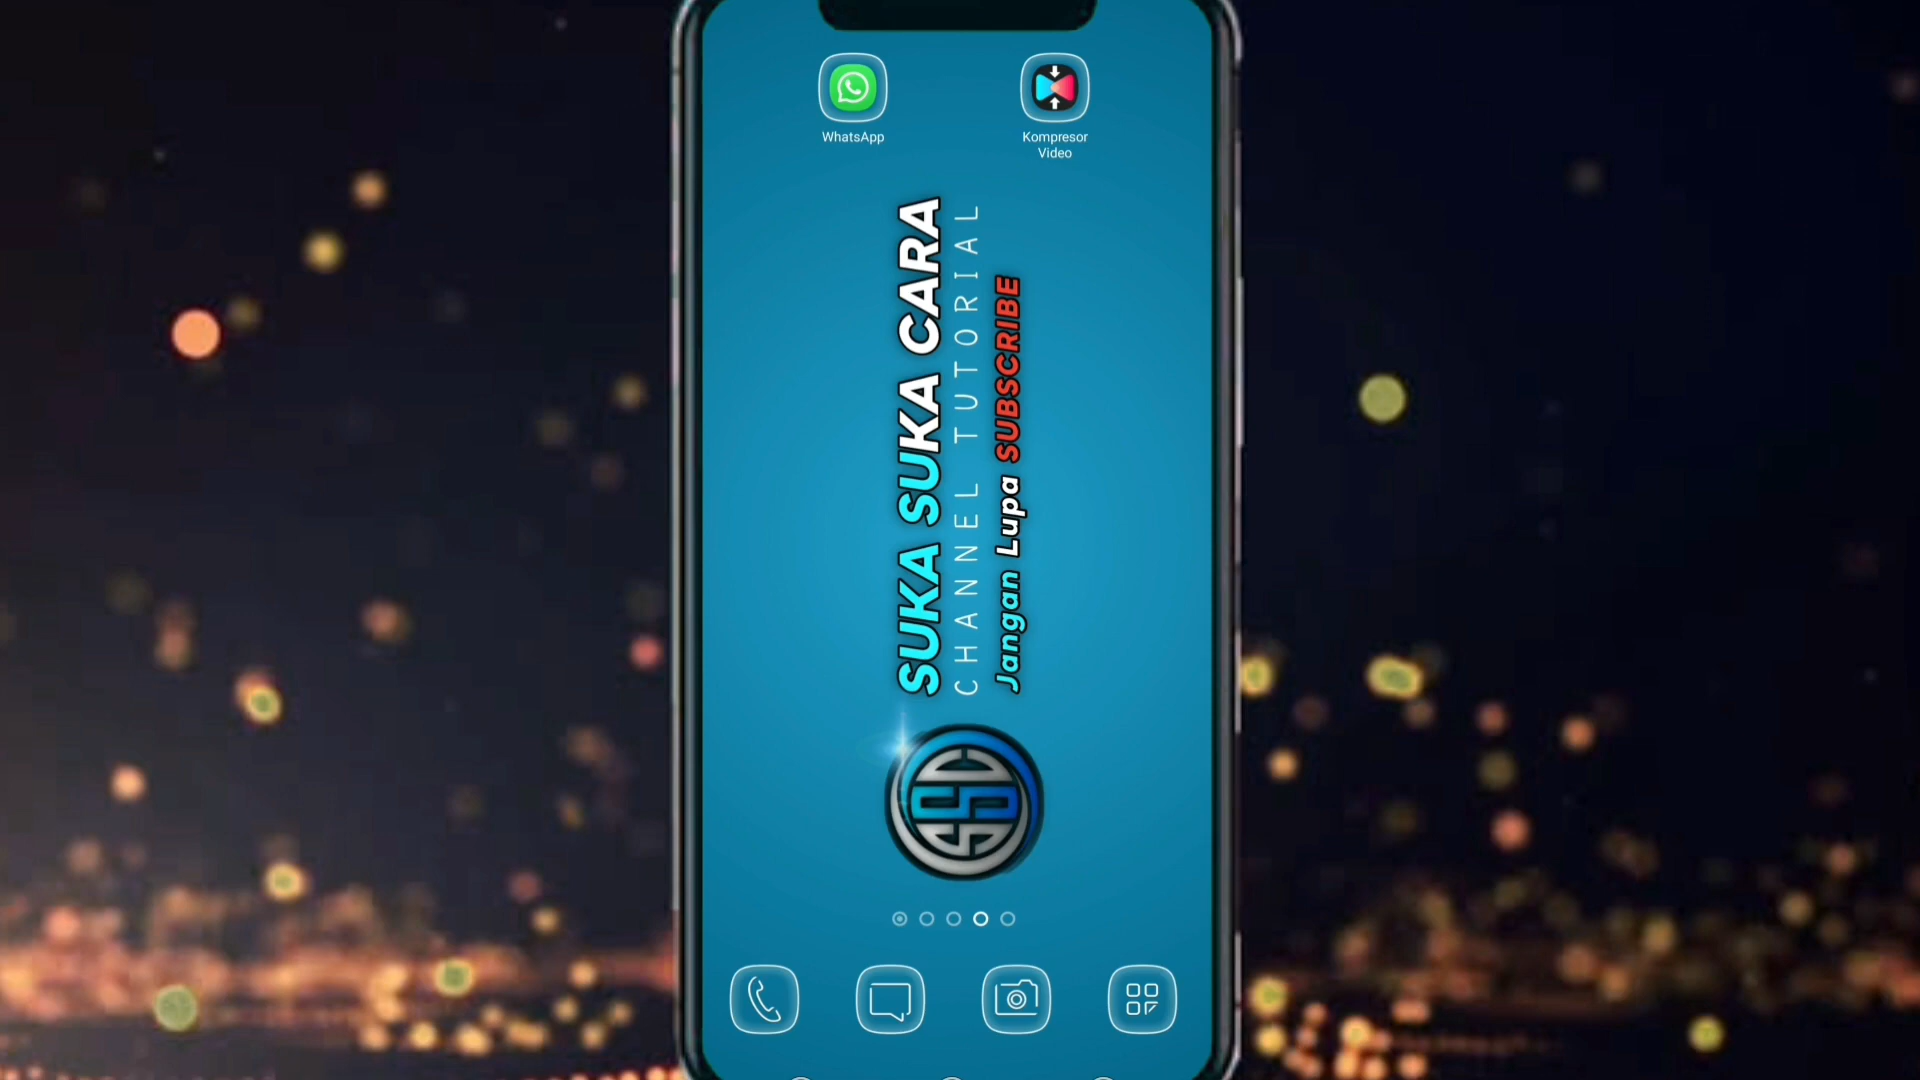 WhatsApp
Kompresor
Video
SUKA SUKA CARA
CHANNEL TUTORIAL
Jangan Lupa SUBSCRIBE